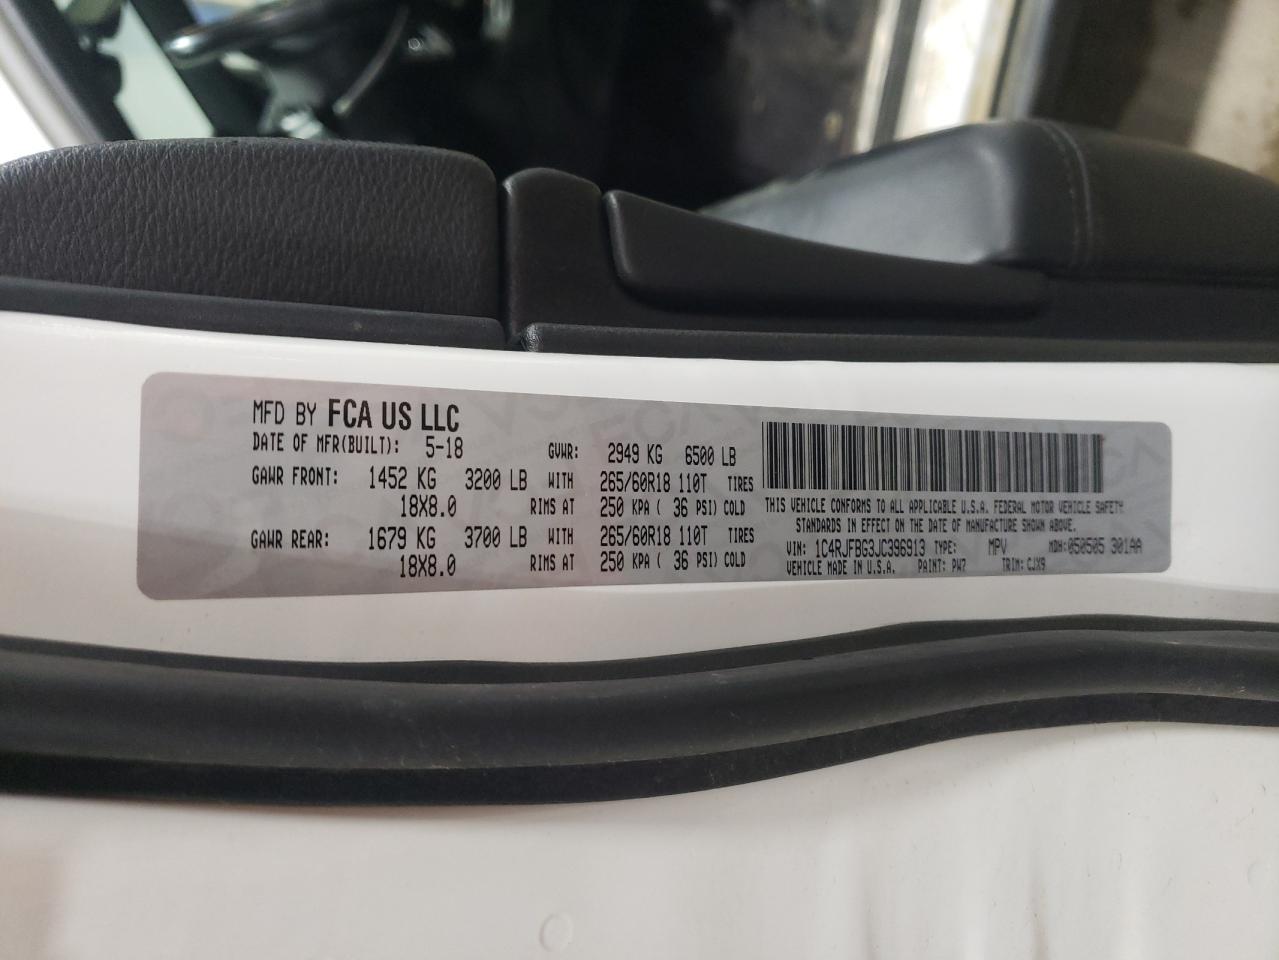 MFD BY FCA US LLC
DATE OF MFR(BUILT): 5-18 GVWR: 2949 KG 6500 LB
GAWR FRONT: 1452 KG 3200 LB WITH 265/60R18 110T TIRES
18X8.0 RIMS AT 250 KPA ( 36 PSI) COLD
GAWR REAR: 1679 KG 3700 LB WITH 265/60R18 110T TIRES
18X8.0 RIMS AT 250 KPA ( 36 PSI) COLD
THIS VEHICLE CONFORMS TO ALL APPLICABLE U.S.A. FEDERAL MOTOR VEHICLE SAFETY
STANDARDS IN EFFECT ON THE DATE OF MANUFACTURE SHOWN ABOVE.
VIN: 1C4RJFBG3JC396913 TYPE: MPV MDH: 050505 301AA
VEHICLE MADE IN U.S.A. PAINT: PW7 TRIM: CJX9